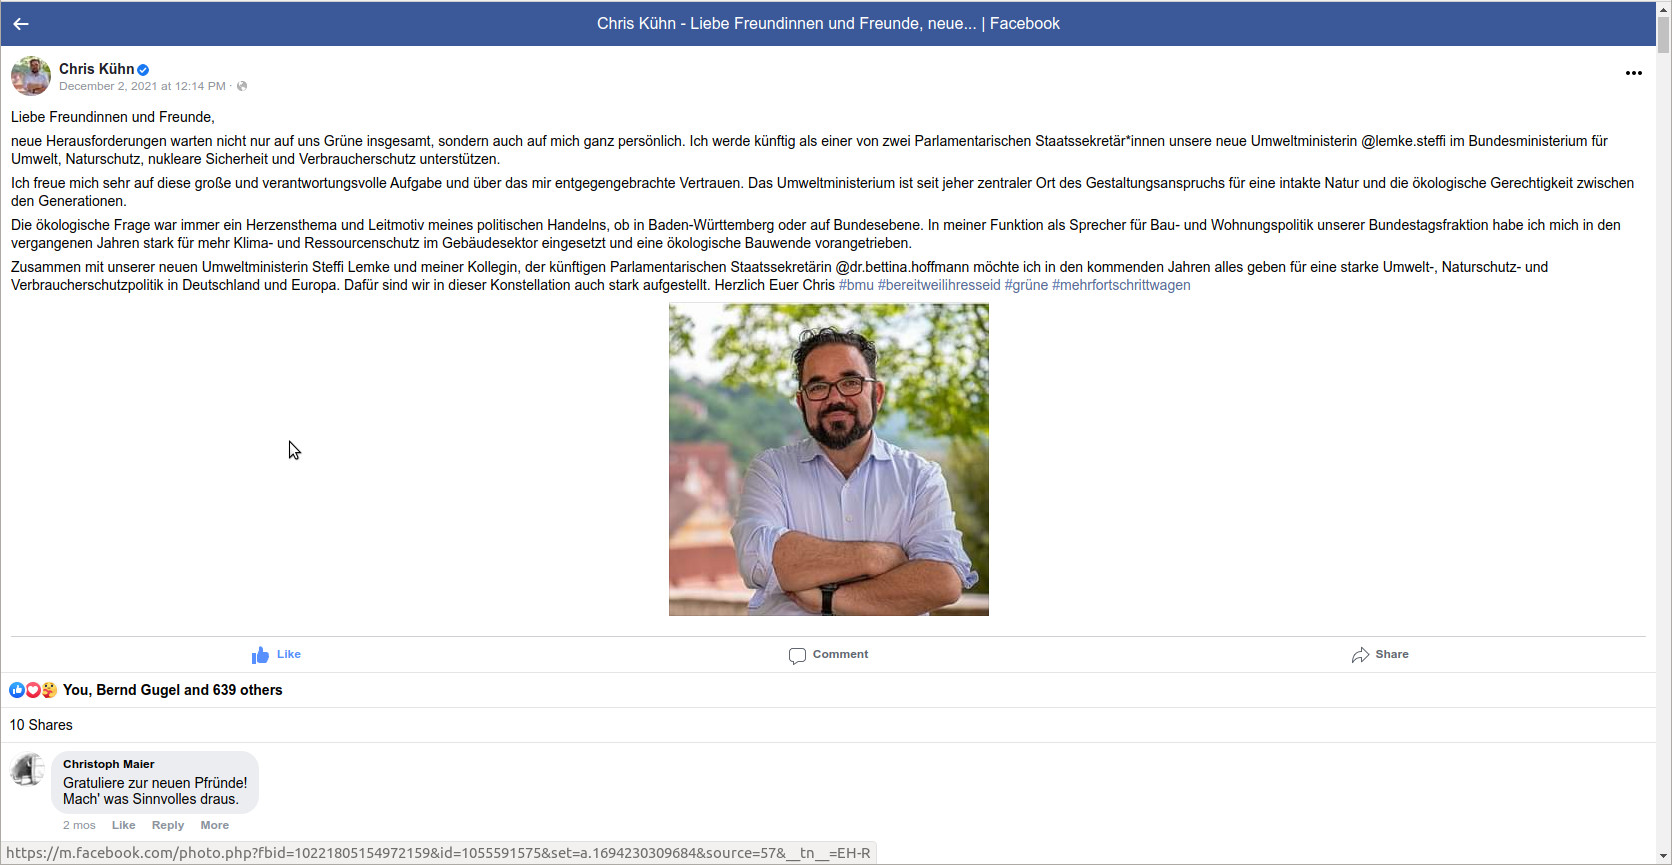 Chris Kühn - Liebe Freundinnen und Freunde, neue... | Facebook
Chris Kühn
December 2, 2021 at 12:14 PM ·
Liebe Freundinnen und Freunde,
neue Herausforderungen warten nicht nur auf uns Grüne insgesamt, sondern auch auf mich ganz persönlich. Ich werde künftig als einer von zwei Parlamentarischen Staatssekretär*innen unsere neue Umweltministerin @lemke.steffi im Bundesministerium für
Umwelt, Naturschutz, nukleare Sicherheit und Verbraucherschutz unterstützen.
Ich freue mich sehr auf diese große und verantwortungsvolle Aufgabe und über das mir entgegengebrachte Vertrauen. Das Umweltministerium ist seit jeher zentraler Ort des Gestaltungsanspruchs für eine intakte Natur und die ökologische Gerechtigkeit zwischen
den Generationen.
Die ökologische Frage war immer ein Herzensthema und Leitmotiv meines politischen Handelns, ob in Baden-Württemberg oder auf Bundesebene. In meiner Funktion als Sprecher für Bau- und Wohnungspolitik unserer Bundestagsfraktion habe ich mich in den
vergangenen Jahren stark für mehr Klima- und Ressourcenschutz im Gebäudesektor eingesetzt und eine ökologische Bauwende vorangetrieben.
Zusammen mit unserer neuen Umweltministerin Steffi Lemke und meiner Kollegin, der künftigen Parlamentarischen Staatssekretärin @dr.bettina.hoffmann möchte ich in den kommenden Jahren alles geben für eine starke Umwelt-, Naturschutz- und
Verbraucherschutzpolitik in Deutschland und Europa. Dafür sind wir in dieser Konstellation auch stark aufgestellt. Herzlich Euer Chris #bmu #bereitweilihresseid #grüne #mehrfortschrittwagen
Like Comment Share
You, Bernd Gugel and 639 others
10 Shares
Christoph Maier
Gratuliere zur neuen Pfründe!
Mach' was Sinnvolles draus.
2 mos Like Reply More
https://m.facebook.com/photo.php?fbid=10221805154972159&id=1055591575&set=a.1694230309684&source=57&__tn__=EH-R